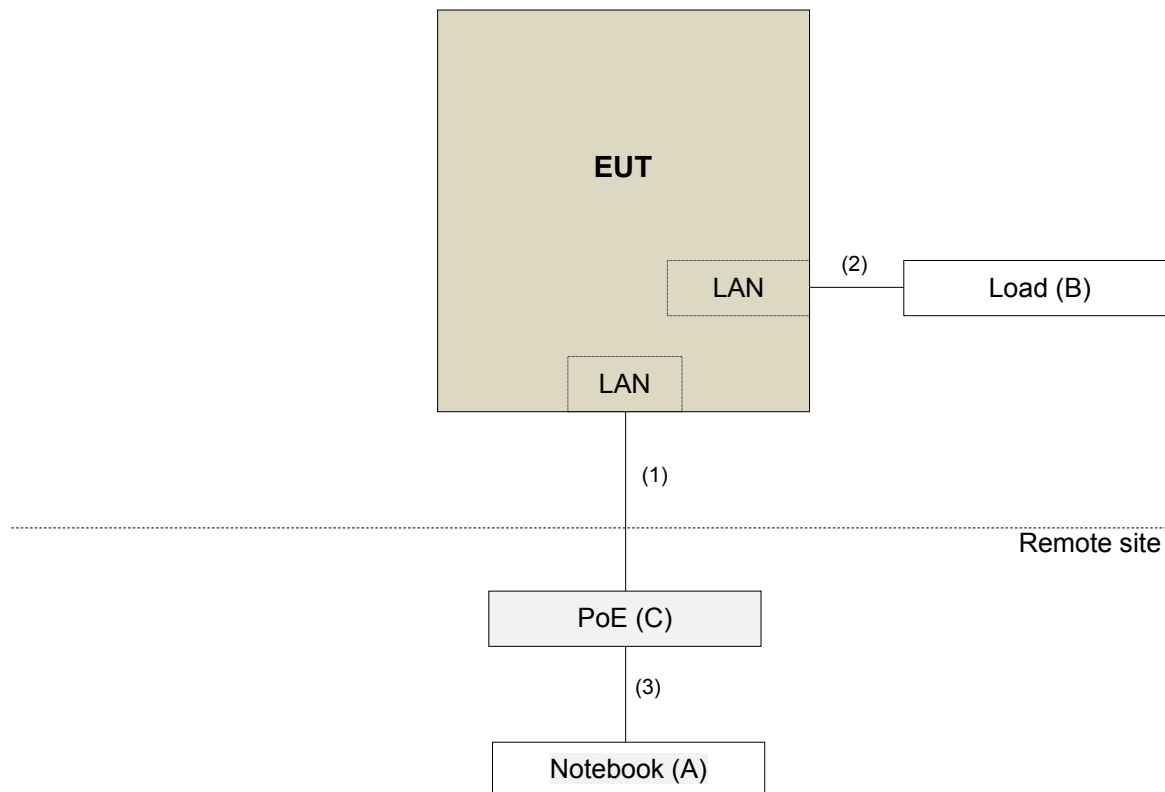 EUT
(2)
LAN
Load (B)
LAN
(1)
Remote site
PoE (C)
(3)
Notebook (A)